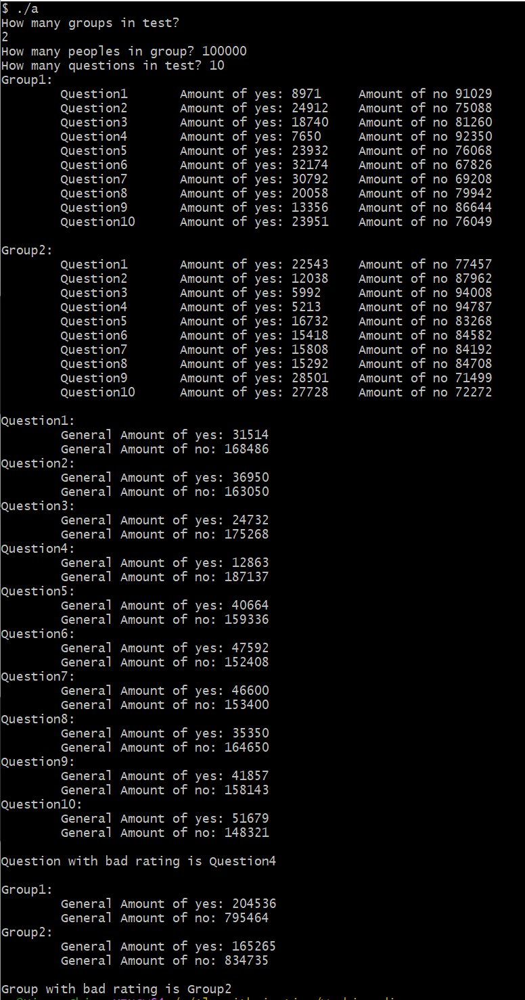 $ ./a
How many groups in test?
2
How many peoples in group? 100000
How many questions in test? 10
Group1:
Question1 Amount of yes: 8971 Amount of no 91029
Question2 Amount of yes: 24912 Amount of no 75088
Question3 Amount of yes: 18740 Amount of no 81260
Question4 Amount of yes: 7650 Amount of no 92350
Question5 Amount of yes: 23932 Amount of no 76068
Question6 Amount of yes: 32174 Amount of no 67826
Question7 Amount of yes: 30792 Amount of no 69208
Question8 Amount of yes: 20058 Amount of no 79942
Question9 Amount of yes: 13356 Amount of no 86644
Question10 Amount of yes: 23951 Amount of no 76049
Group2:
Question1 Amount of yes: 22543 Amount of no 77457
Question2 Amount of yes: 12038 Amount of no 87962
Question3 Amount of yes: 5992 Amount of no 94008
Question4 Amount of yes: 5213 Amount of no 94787
Question5 Amount of yes: 16732 Amount of no 83268
Question6 Amount of yes: 15418 Amount of no 84582
Question7 Amount of yes: 15808 Amount of no 84192
Question8 Amount of yes: 15292 Amount of no 84708
Question9 Amount of yes: 28501 Amount of no 71499
Question10 Amount of yes: 27728 Amount of no 72272
Question1:
General Amount of yes: 31514
General Amount of no: 168486
Question2:
General Amount of yes: 36950
General Amount of no: 163050
Question3:
General Amount of yes: 24732
General Amount of no: 175268
Question4:
General Amount of yes: 12863
General Amount of no: 187137
Question5:
General Amount of yes: 40664
General Amount of no: 159336
Question6:
General Amount of yes: 47592
General Amount of no: 152408
Question7:
General Amount of yes: 46600
General Amount of no: 153400
Question8:
General Amount of yes: 35350
General Amount of no: 164650
Question9:
General Amount of yes: 41857
General Amount of no: 158143
Question10:
General Amount of yes: 51679
General Amount of no: 148321
Question with bad rating is Question4
Group1:
General Amount of yes: 204536
General Amount of no: 795464
Group2:
General Amount of yes: 165265
General Amount of no: 834735
Group with bad rating is Group2